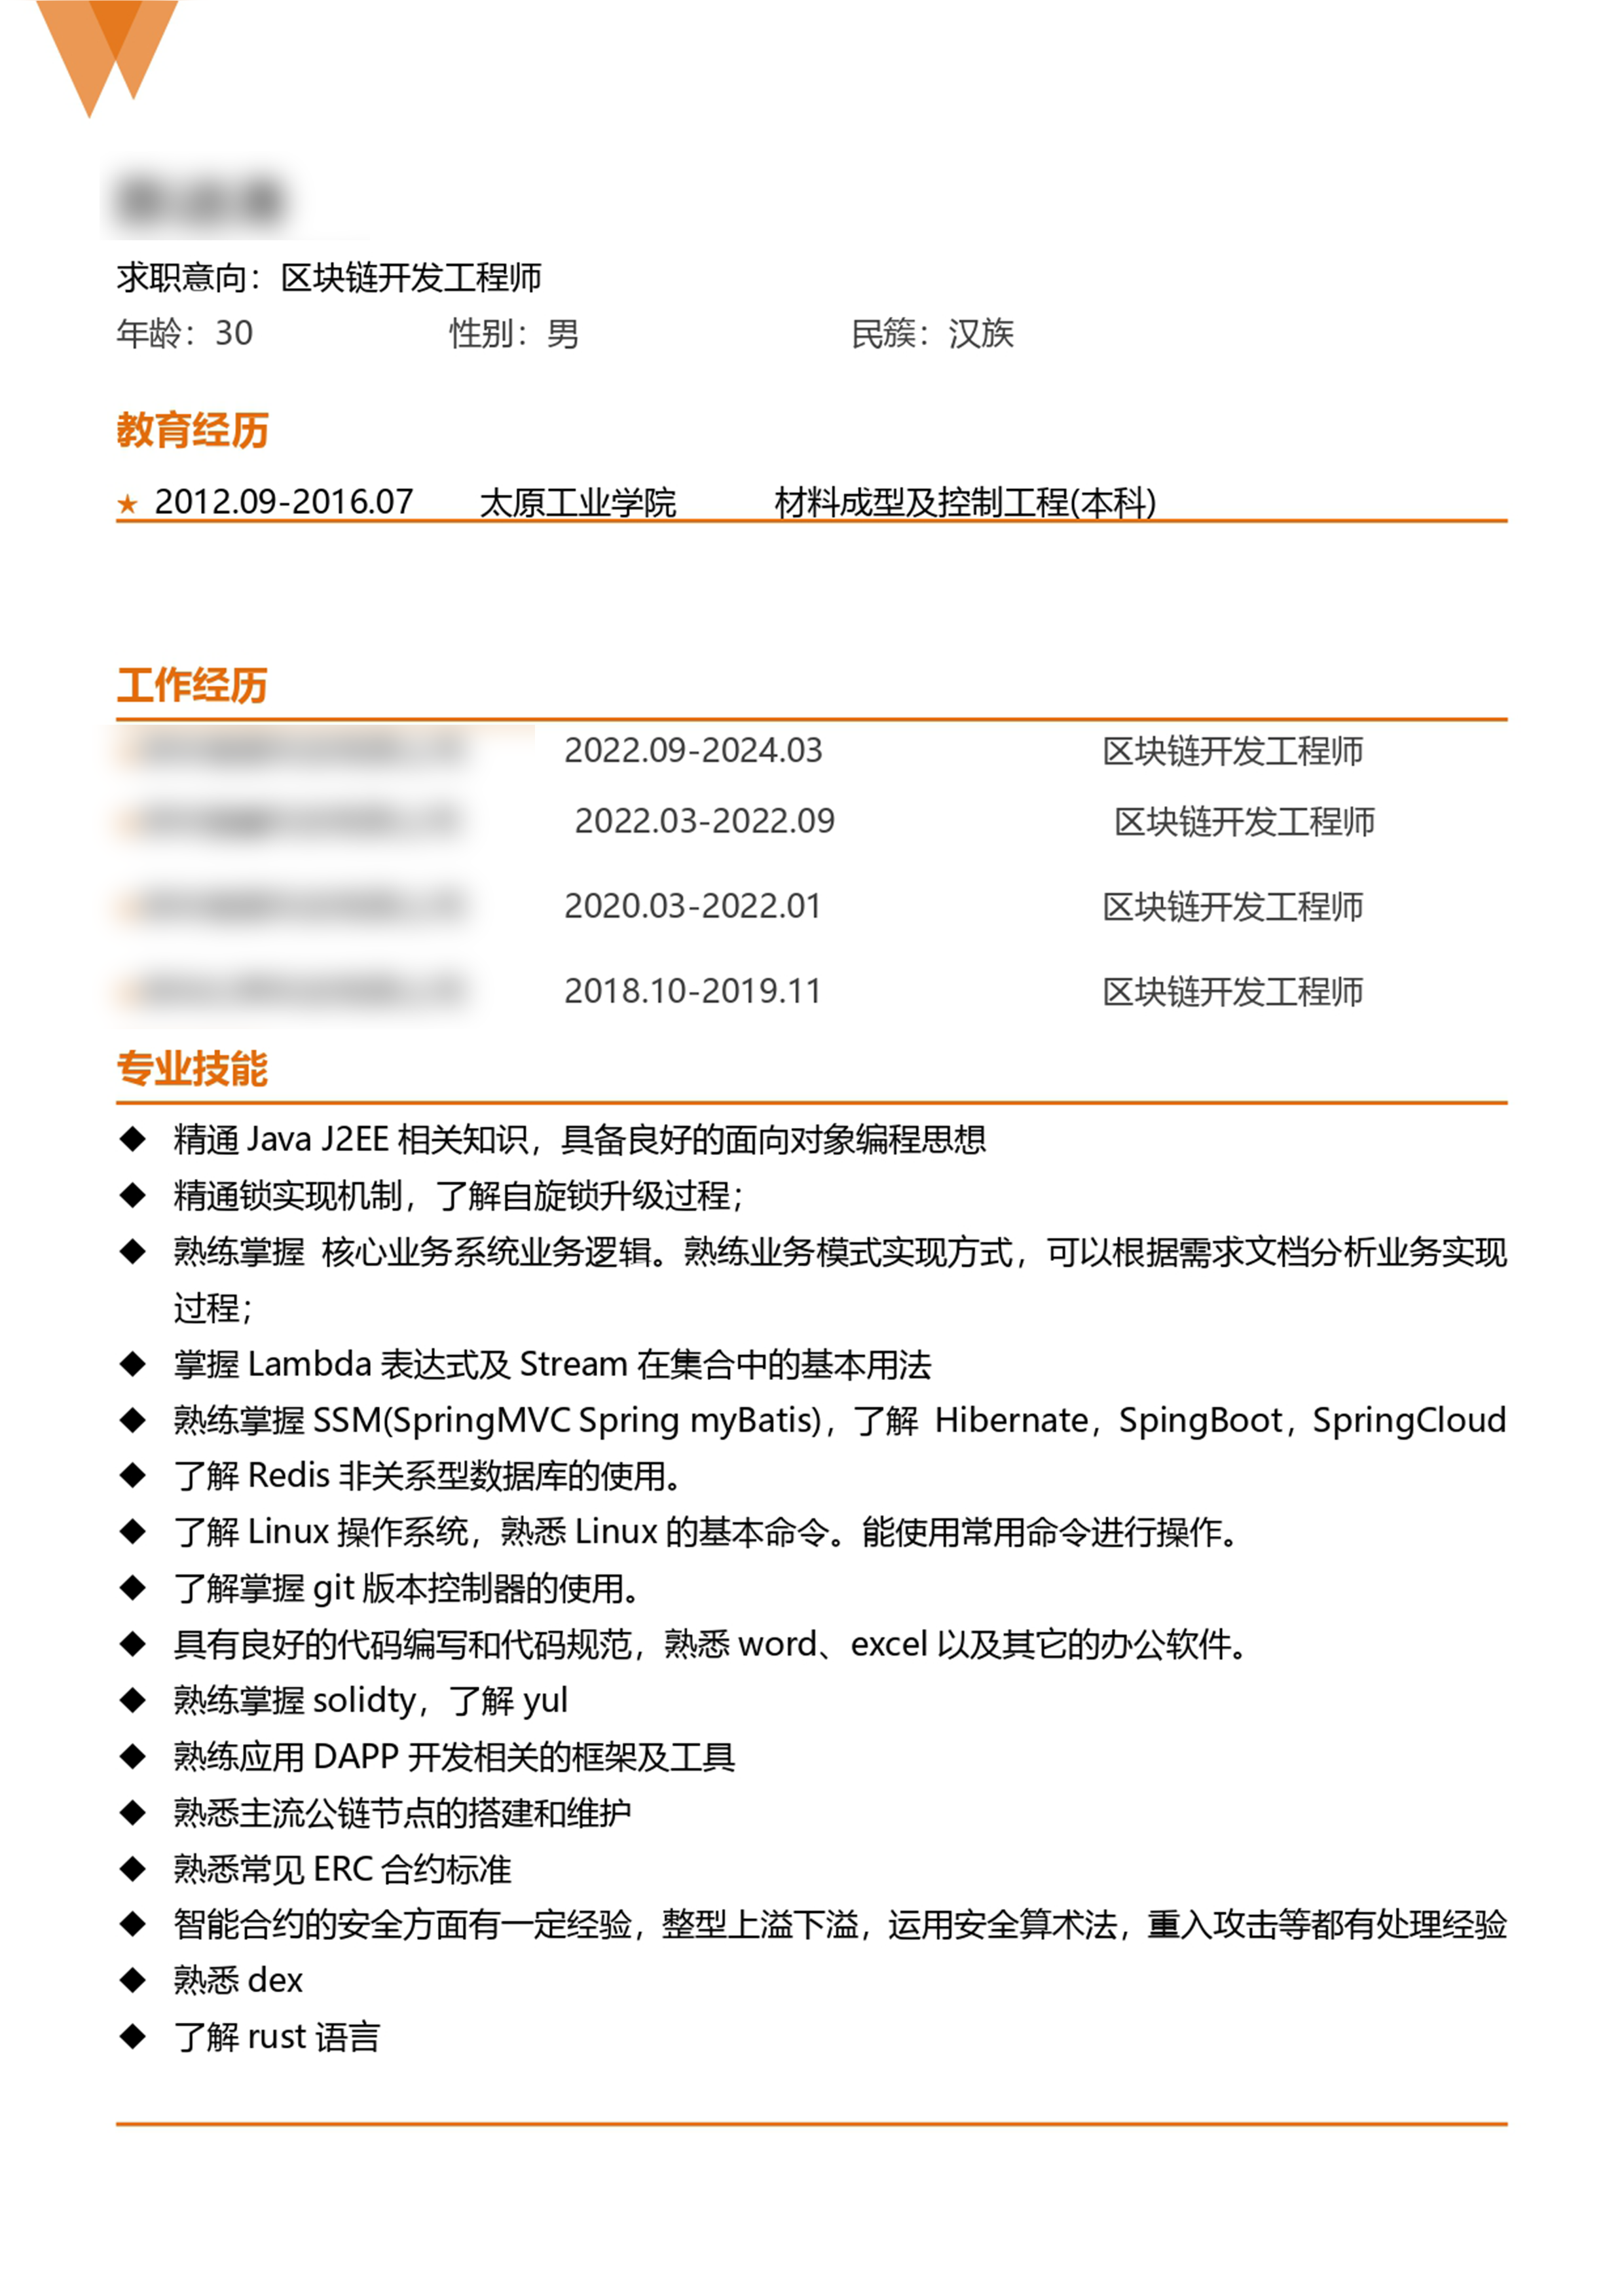 求职意向：区块链开发工程师
年龄：30 性别：男 民簇：汉族
教育经历
★ 2012.09-2016.07 太原工业学院 材料成型及控制工程(本科)
工作经历
2022.09-2024.03 区块链开发工程师
2022.03-2022.09 区块链开发工程师
2020.03-2022.01 区块链开发工程师
2018.10-2019.11 区块链开发工程师
专业技能
◆ 精通 Java J2EE 相关知识，具备良好的面向对象编程思想
◆ 精通锁实现机制，了解自旋锁升级过程；
◆ 熟练掌握 核心业务系统业务逻辑。熟练业务模式实现方式，可以根据需求文档分析业务实现
过程；
◆ 掌握 Lambda 表达式及 Stream 在集合中的基本用法
◆ 熟练掌握 SSM(SpringMVC Spring myBatis)，了解 Hibernate，SpingBoot，SpringCloud
◆ 了解 Redis 非关系型数据库的使用。
◆ 了解 Linux 操作系统，熟悉 Linux 的基本命令。能使用常用命令进行操作。
◆ 了解掌握 git 版本控制器的使用。
◆ 具有良好的代码编写和代码规范，熟悉 word、excel 以及其它的办公软件。
◆ 熟练掌握 solidty，了解 yul
◆ 熟练应用 DAPP 开发相关的框架及工具
◆ 熟悉主流公链节点的搭建和维护
◆ 熟悉常见 ERC 合约标准
◆ 智能合约的安全方面有一定经验，整型上溢下溢，运用安全算术法，重入攻击等都有处理经验
◆ 熟悉 dex
◆ 了解 rust 语言